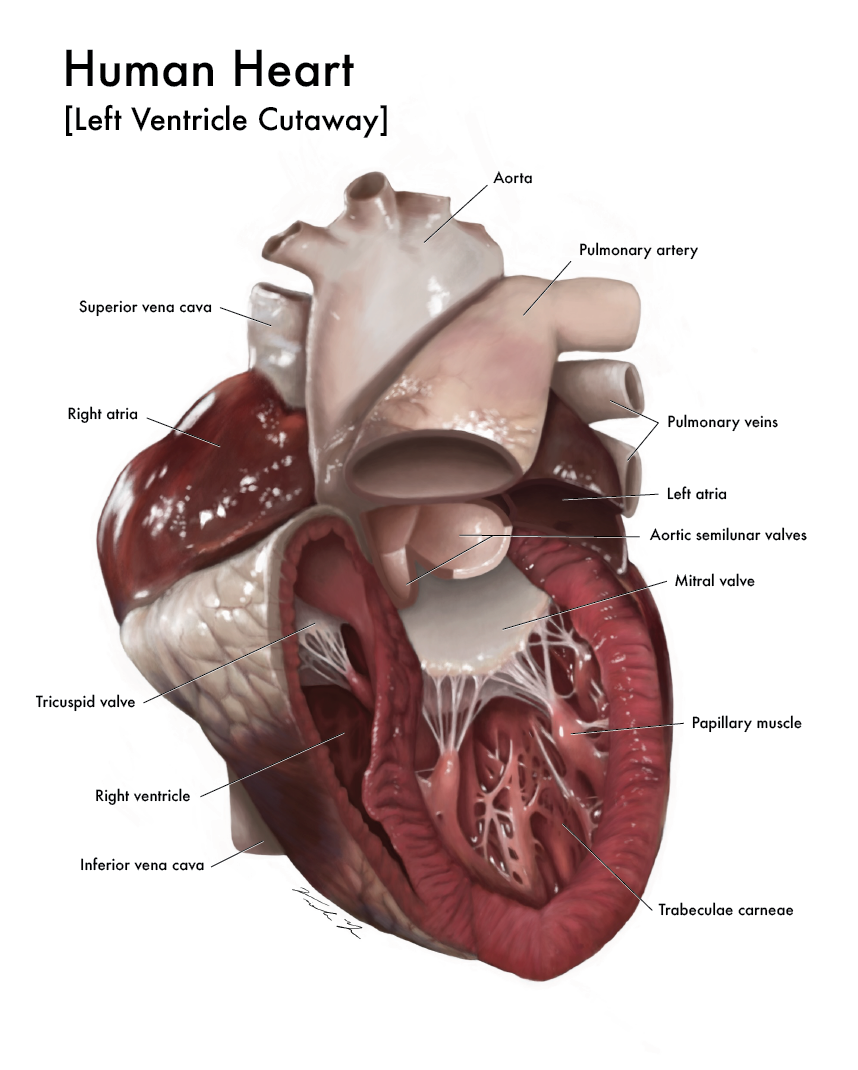 Human Heart
[Left Ventricle Cutaway]
Aorta
Pulmonary artery
Superior vena cava
Right atria
Pulmonary veins
Left atria
Aortic semilunar valves
Mitral valve
Tricuspid valve
Papillary muscle
Right ventricle
Inferior vena cava
Trabeculae carneae